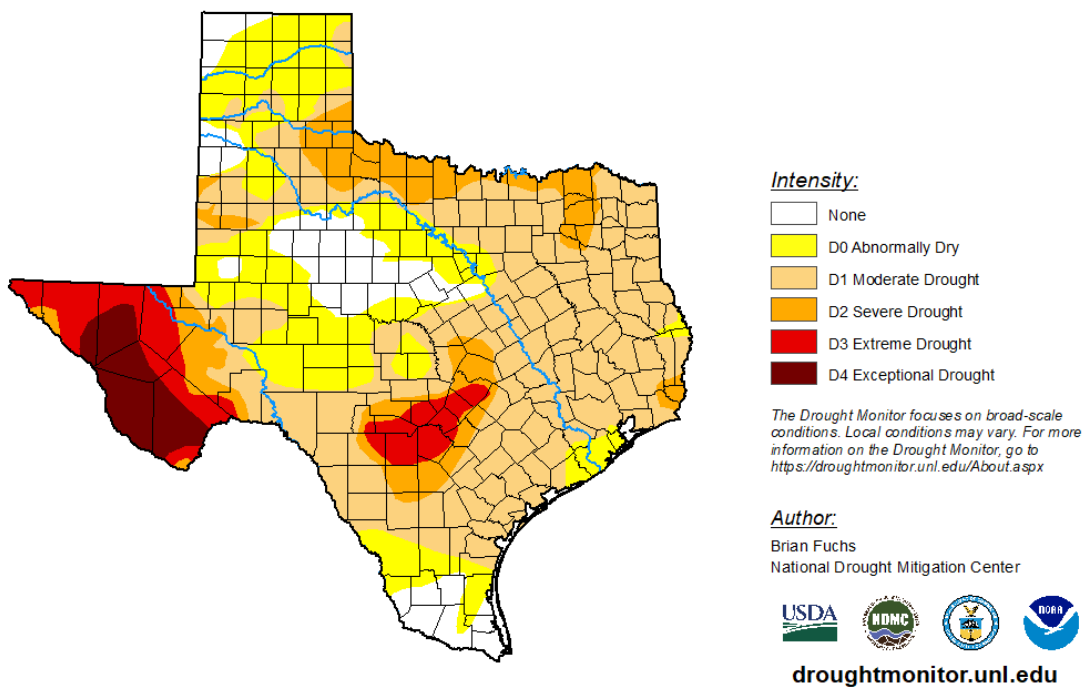 Intensity:
None
D0 Abnormally Dry
D1 Moderate Drought
D2 Severe Drought
D3 Extreme Drought
D4 Exceptional Drought
The Drought Monitor focuses on broad-scale
conditions. Local conditions may vary. For more
information on the Drought Monitor, go to
https://droughtmonitor.unl.edu/About.aspx
Author:
Brian Fuchs
National Drought Mitigation Center
USDA
NDMC
NOAA
droughtmonitor.unl.edu